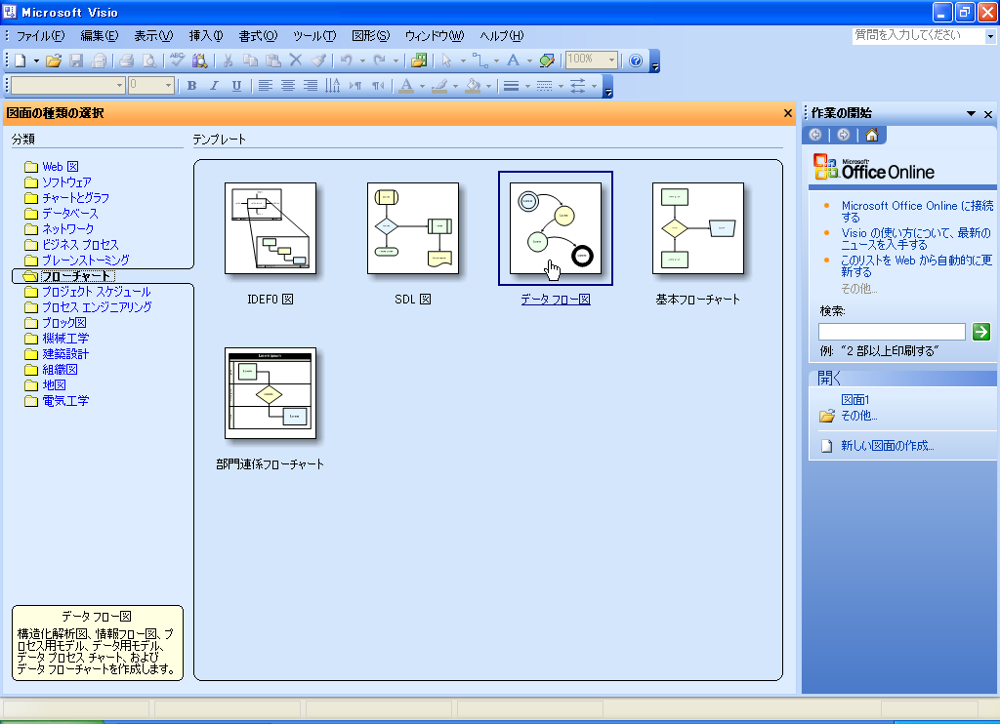 Microsoft Visio
ファイル(F) 編集(E) 表示(V) 挿入(I) 書式(O) ツール(T) 図形(S) ウィンドウ(W) ヘルプ(H)
質問を入力してください
100%
0
B I U
図面の種類の選択
分類
テンプレート
Web 図
ソフトウェア
チャートとグラフ
データベース
ネットワーク
ビジネス プロセス
ブレーンストーミング
フローチャート
プロジェクト スケジュール
プロセス エンジニアリング
ブロック図
機械工学
建築設計
組織図
地図
電気工学
IDEF0 図
SDL 図
データ フロー図
基本フローチャート
部門連係フローチャート
データ フロー図
構造化解析図、情報フロー図、プ
ロセス用モデル、データ用モデル、
データ プロセス チャート、および
データ フローチャートを作成します。
作業の開始
Microsoft
Office Online
Microsoft Office Online に接続
する
Visio の使い方について、最新の
ニュースを入手する
このリストを Web から自動的に更
新する
その他...
検索:
例: "2 部以上印刷する"
開く
図面1
その他...
新しい図面の作成...